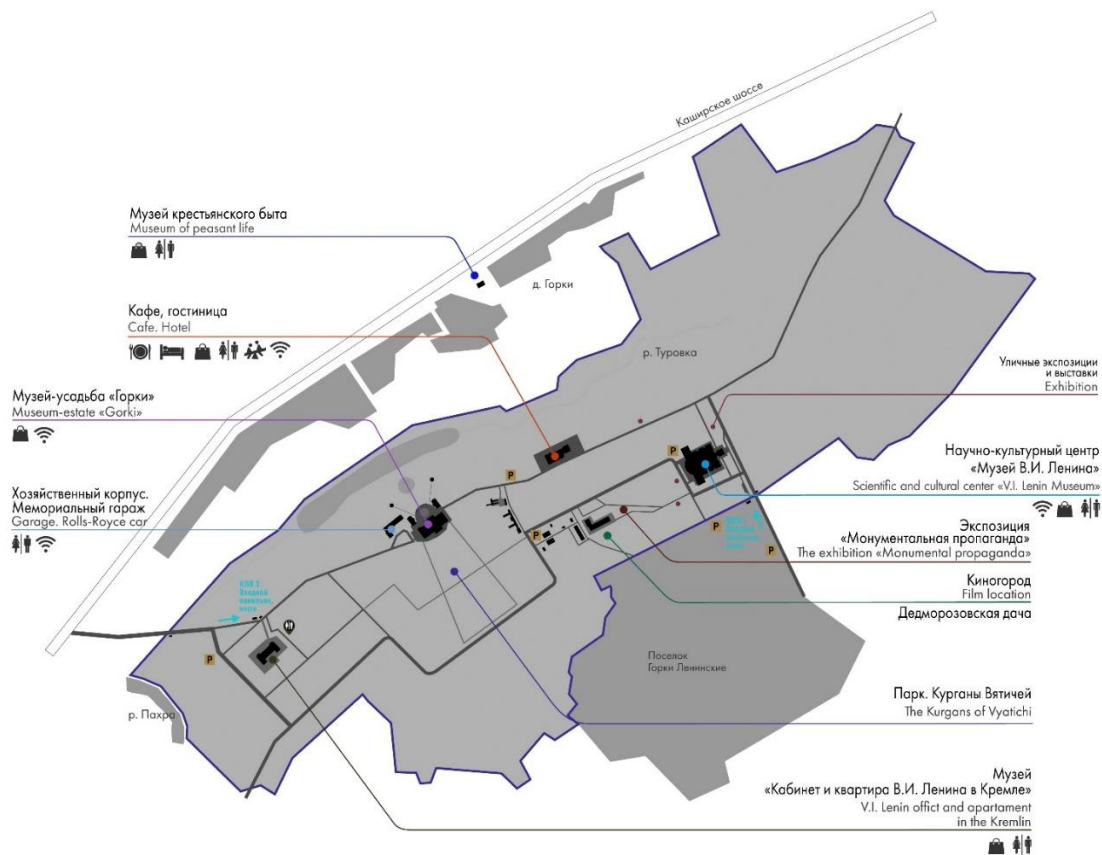 Каширское шоссе
Музей крестьянского быта
Museum of peasant life
д. Горки
Кафе, гостиница
Cafe. Hotel
р. Туровка
Уличные экспозиции
и выставки
Exhibition
Музей-усадьба «Горки»
Museum-estate «Gorki»
Научно-культурный центр
«Музей В.И. Ленина»
Scientific and cultural center «V.I. Lenin Museum»
Хозяйственный корпус.
Мемориальный гараж
Garage. Rolls-Royce car
P
P
P
P
P
P
Экспозиция
«Монументальная пропаганда»
The exhibition «Monumental propaganda»
Киногород
Film location
Дедморозовская дача
КПП 2
Входной
павильон,
касса
Поселок
Горки Ленинские
Парк. Курганы Вятичей
The Kurgans of Vyatichi
р. Пахра
Музей
«Кабинет и квартира В.И. Ленина в Кремле»
V.I. Lenin offict and apartament
in the Kremlin